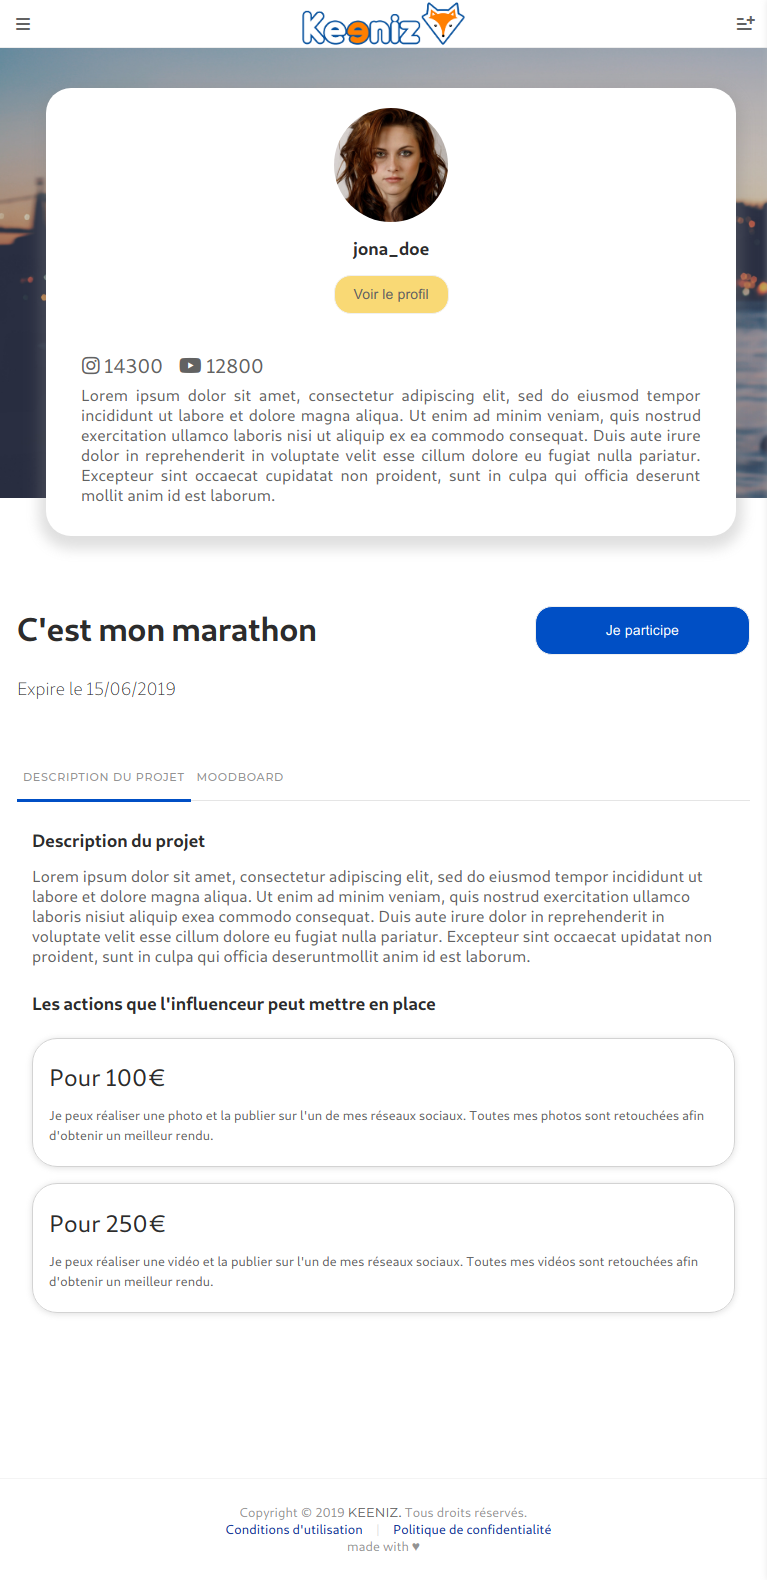 Keeniz
jona_doe
Voir le profil
14300 12800
Lorem ipsum dolor sit amet, consectetur adipiscing elit, sed do eiusmod tempor
incididunt ut labore et dolore magna aliqua. Ut enim ad minim veniam, quis nostrud
exercitation ullamco laboris nisi ut aliquip ex ea commodo consequat. Duis aute irure
dolor in reprehenderit in voluptate velit esse cillum dolore eu fugiat nulla pariatur.
Excepteur sint occaecat cupidatat non proident, sunt in culpa qui officia deserunt
mollit anim id est laborum.
C'est mon marathon
Je participe
Expire le 15/06/2019
DESCRIPTION DU PROJET MOODBOARD
Description du projet
Lorem ipsum dolor sit amet, consectetur adipiscing elit, sed do eiusmod tempor incididunt ut
labore et dolore magna aliqua. Ut enim ad minim veniam, quis nostrud exercitation ullamco
laboris nisiut aliquip exea commodo consequat. Duis aute irure dolor in reprehenderit in
voluptate velit esse cillum dolore eu fugiat nulla pariatur. Excepteur sint occaecat upidatat non
proident, sunt in culpa qui officia deseruntmollit anim id est laborum.
Les actions que l'influenceur peut mettre en place
Pour 100€
Je peux réaliser une photo et la publier sur l'un de mes réseaux sociaux. Toutes mes photos sont retouchées afin
d'obtenir un meilleur rendu.
Pour 250€
Je peux réaliser une vidéo et la publier sur l'un de mes réseaux sociaux. Toutes mes vidéos sont retouchées afin
d'obtenir un meilleur rendu.
Copyright © 2019 KEENIZ. Tous droits réservés.
Conditions d'utilisation | Politique de confidentialité
made with ♥